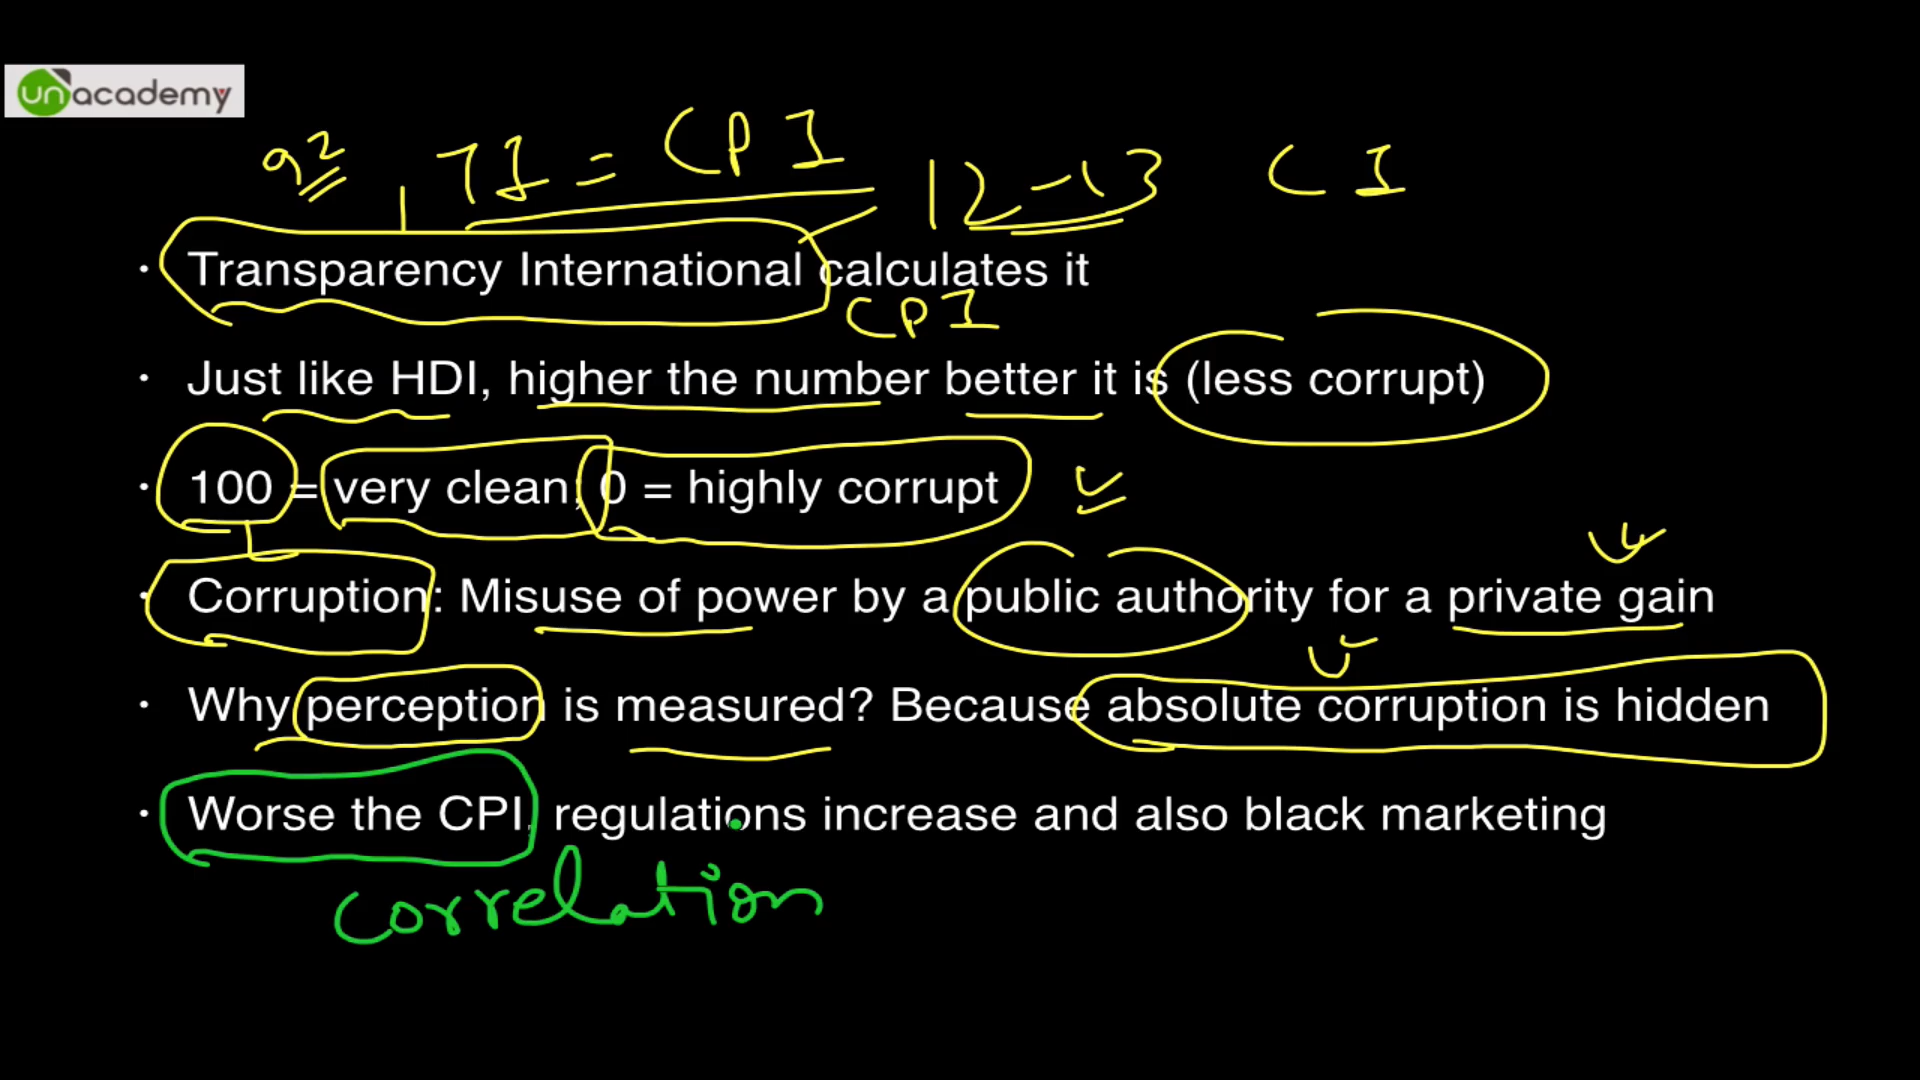 unacademy
92 , TI = CPI 12-13 CI
• Transparency International calculates it
CPI
• Just like HDI, higher the number better it is (less corrupt)
• 100 = very clean; 0 = highly corrupt
• Corruption: Misuse of power by a public authority for a private gain
• Why perception is measured? Because absolute corruption is hidden
• Worse the CPI, regulations increase and also black marketing
correlation